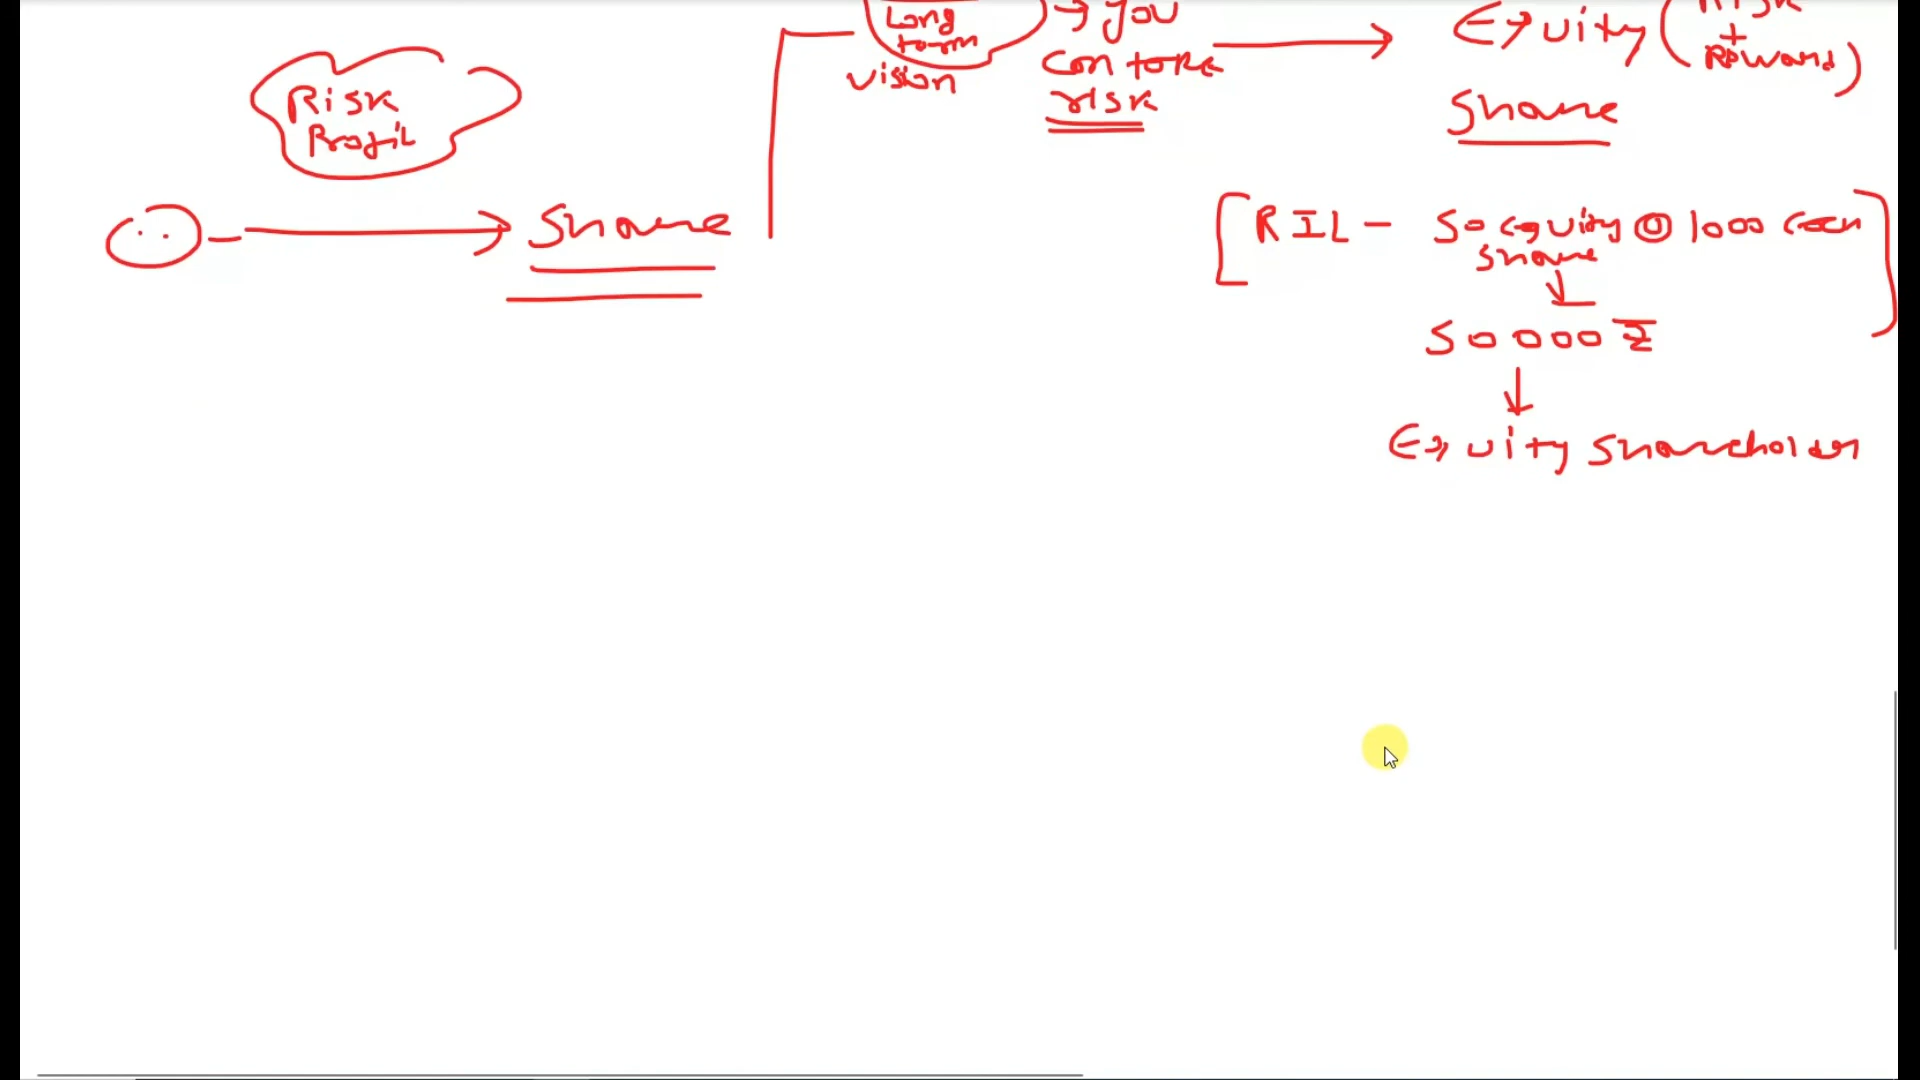 Long
term
vision
→ you
can take
risk
Equity (Risk
+
Reward)
Share
Risk
Profil
Share
RIL - 50 equity @ 1000 each
share
50000 ₹
Equity shareholder